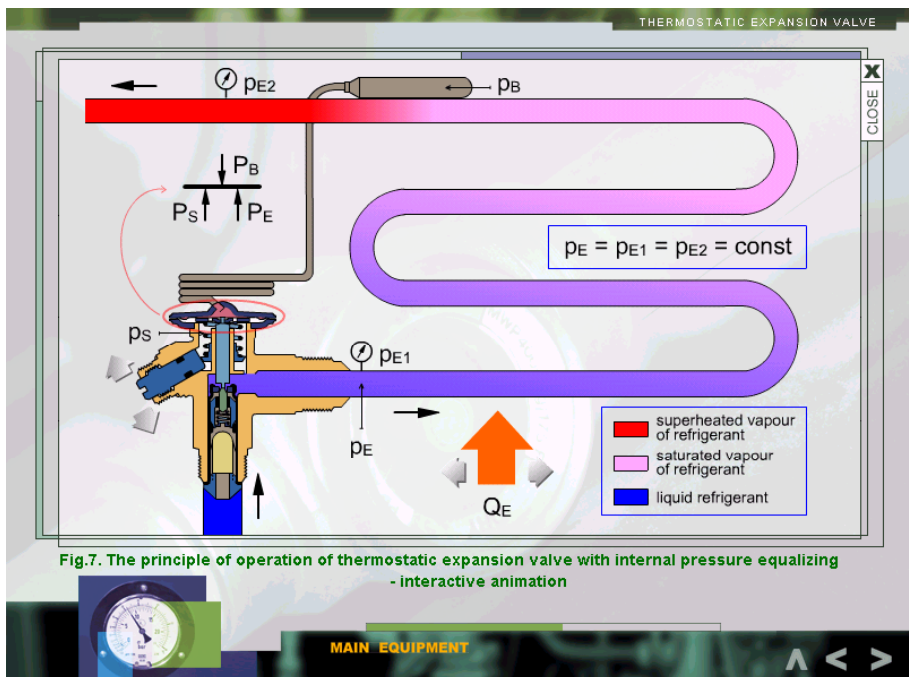 THERMOSTATIC EXPANSION VALVE
X
CLOSE
pE2
pB
PB
PS PE
pE = pE1 = pE2 = const
pS
pE1
pE
QE
superheated vapour
of refrigerant
saturated vapour
of refrigerant
liquid refrigerant
Fig.7. The principle of operation of thermostatic expansion valve with internal pressure equalizing
- interactive animation
MAIN EQUIPMENT